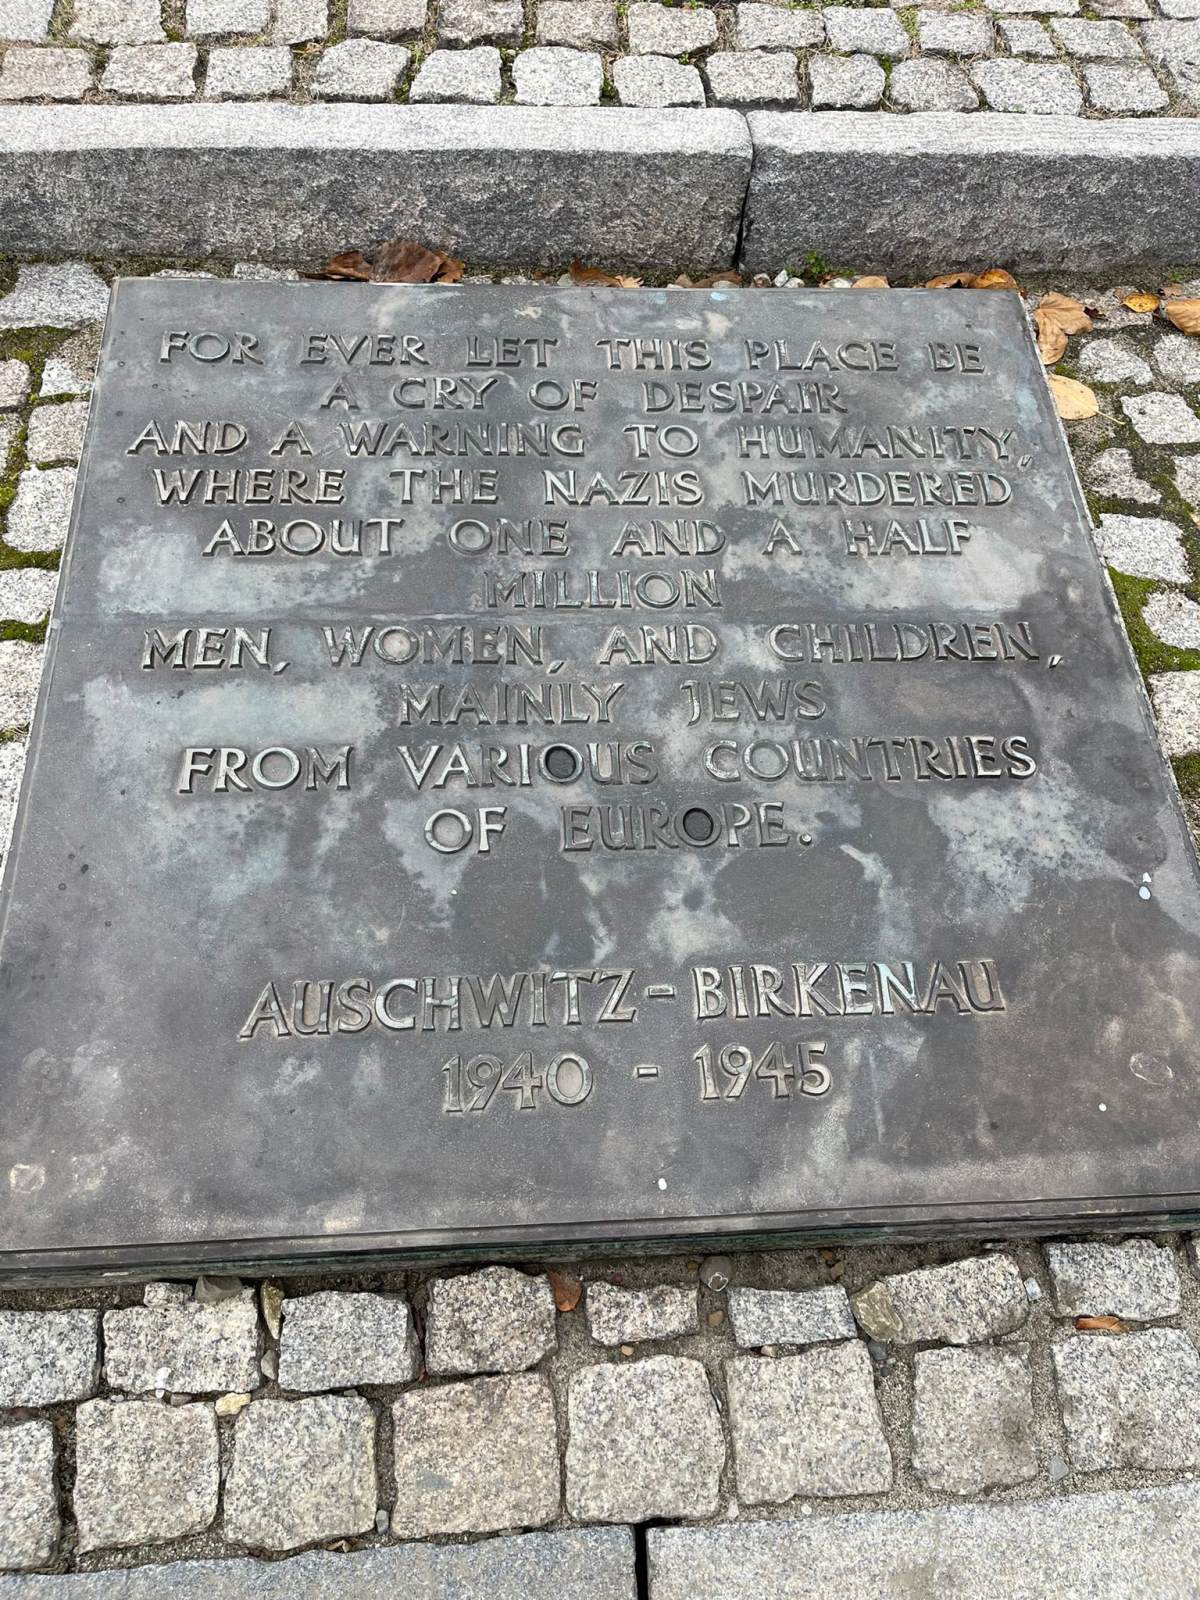 FOR EVER LET THIS PLACE BE
A CRY OF DESPAIR
AND A WARNING TO HUMANITY,
WHERE THE NAZIS MURDERED
ABOUT ONE AND A HALF
MILLION
MEN, WOMEN, AND CHILDREN,
MAINLY JEWS
FROM VARIOUS COUNTRIES
OF EUROPE.
AUSCHWITZ-BIRKENAU
1940 - 1945